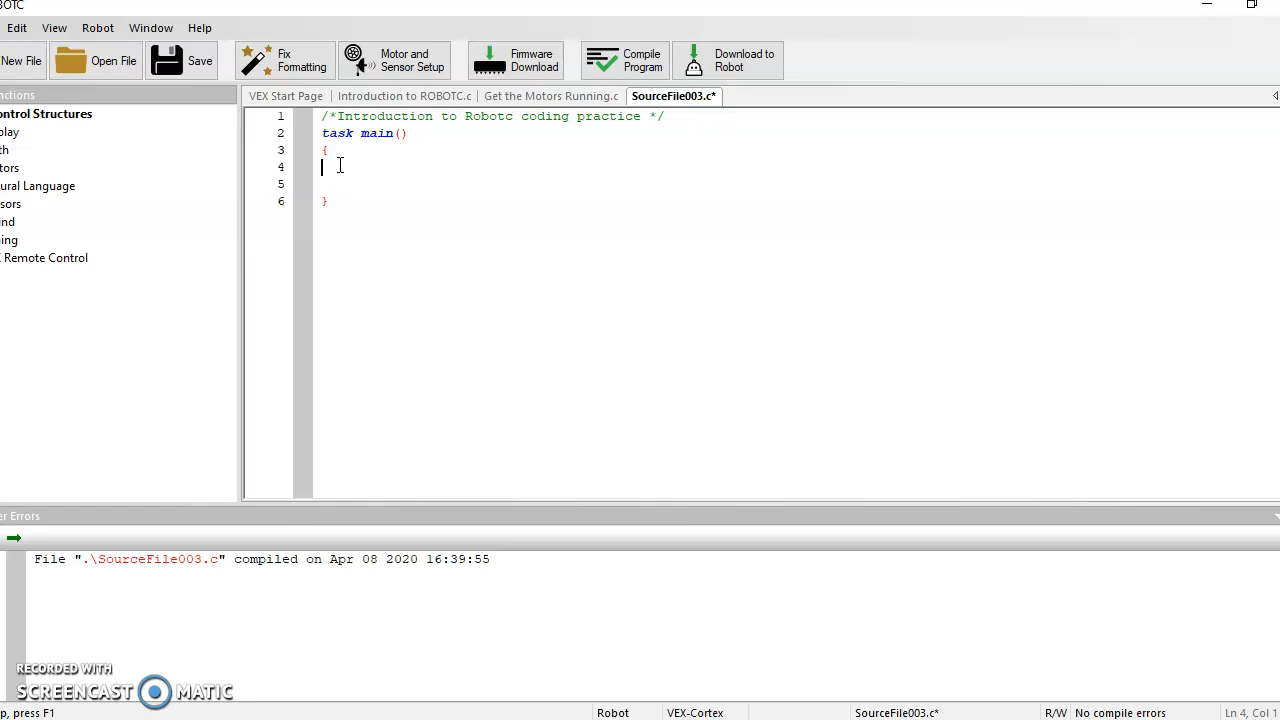 OTC
Edit View Robot Window Help
New File Open File Save Fix Formatting Motor and Sensor Setup Firmware Download Compile Program Download to Robot
nctions
ontrol Structures
play
th
tors
ural Language
sors
nd
ing
X Remote Control
VEX Start Page Introduction to ROBOTC.c Get the Motors Running.c SourceFile003.c*
1 /*Introduction to Robotc coding practice */
2 task main()
3 {
4
5
6 }
er Errors
File ".\SourceFile003.c" compiled on Apr 08 2020 16:39:55
RECORDED WITH
SCREENCAST MATIC
p, press F1 Robot VEX-Cortex SourceFile003.c* R/W No compile errors Ln 4, Col 1